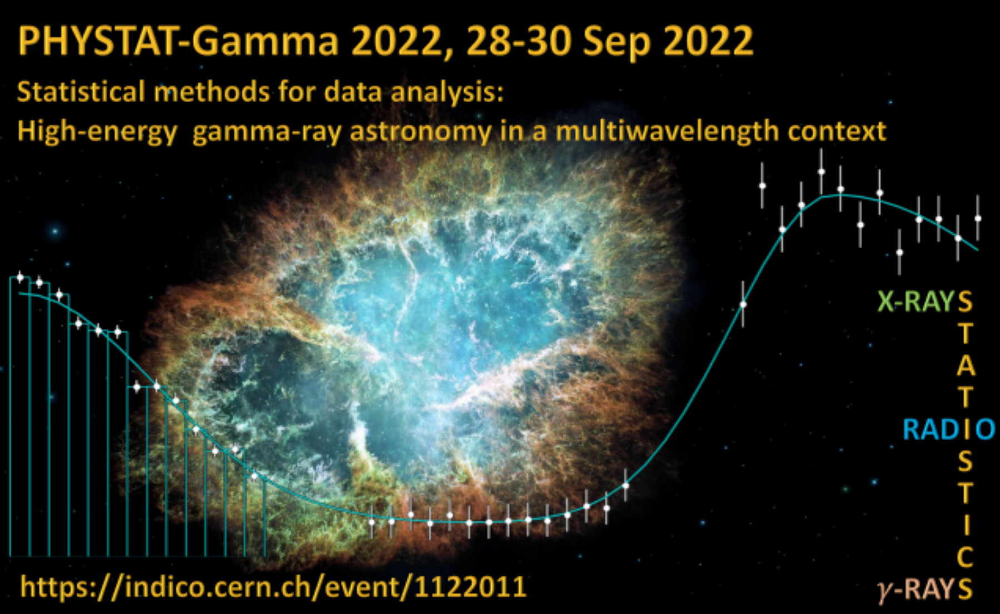 PHYSTAT-Gamma 2022, 28-30 Sep 2022
Statistical methods for data analysis:
High-energy gamma-ray astronomy in a multiwavelength context
X-RAYS
T
A
T
RADIO
S
T
I
C
γ-RAYS
https://indico.cern.ch/event/1122011